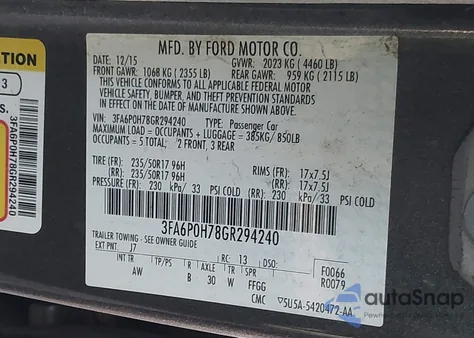 MFD. BY FORD MOTOR CO.
DATE: 12/15 GVWR: 2023 KG ( 4460 LB)
FRONT GAWR: 1068 KG ( 2355 LB) REAR GAWR: 959 KG ( 2115 LB)
THIS VEHICLE CONFORMS TO ALL APPLICABLE FEDERAL MOTOR
VEHICLE SAFETY, BUMPER, AND THEFT PREVENTION STANDARDS IN
EFFECT ON THE DATE OF MANUFACTURE SHOWN ABOVE.
VIN: 3FA6P0H78GR294240 TYPE: Passenger Car
MAXIMUM LOAD = OCCUPANTS + LUGGAGE = 385KG / 850LB
OCCUPANTS = 5 TOTAL, 2 FRONT, 3 REAR
TIRE (FR): 235/50R17 96H RIMS (FR): 17x7.5J
(RR): 235/50R17 96H (RR): 17x7.5J
PRESSURE (FR): 230 kPa/ 33 PSI COLD (RR): 230 kPa/ 33 PSI COLD
3FA6P0H78GR294240
TRAILER TOWING - SEE OWNER GUIDE.
EXT PNT: J7 RC: 13 DSO: F0066
R0079
INT TR TP/PS R AXLE TR SPR
AW B 30 W FFGG
CMC ▽5U5A-5420472-AA
CAUTION
3
3FA6P0H78GR294240
autoSnap